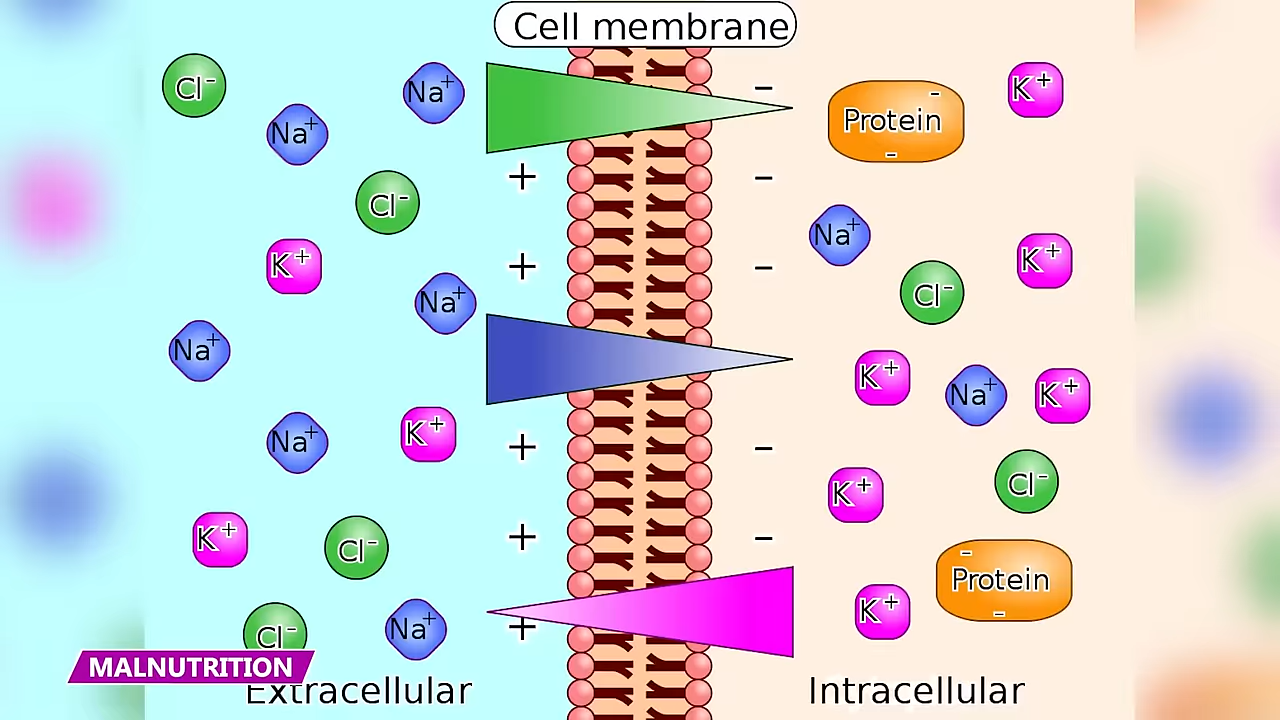 Cell membrane
Cl⁻
Na⁺
Na⁺
Cl⁻
K⁺
Na⁺
Na⁺
Na⁺
K⁺
K⁺
Cl⁻
Cl⁻
Na⁺
MALNUTRITION
Extracellular
+
+
+
+
+
-
-
-
-
-
K⁺
Protein
-
-
Na⁺
K⁺
Cl⁻
K⁺
Na⁺
K⁺
K⁺
Cl⁻
Protein
-
-
K⁺
Intracellular